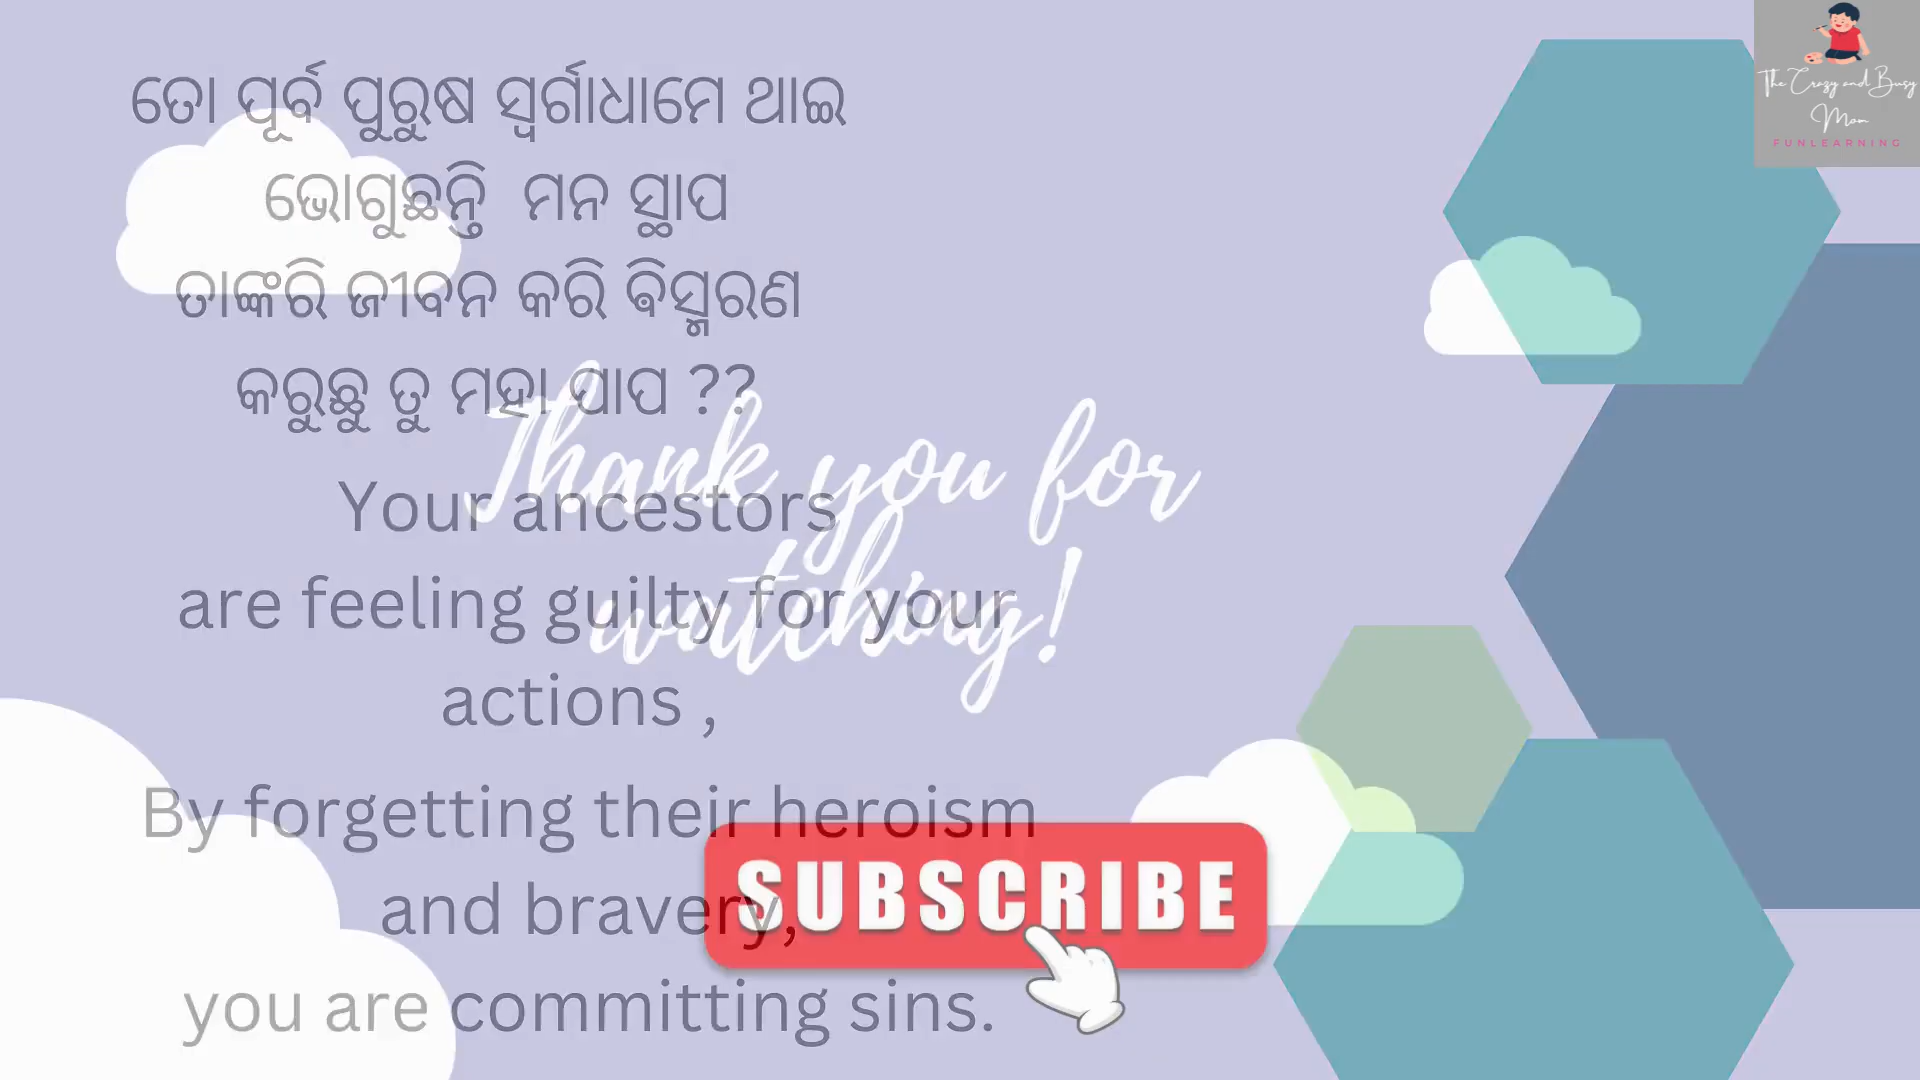 ତୋ ପୂର୍ବ ପୁରୁଷ ସ୍ୱର୍ଗାଧାମେ ଥାଇ
ଭୋଗୁଛନ୍ତି ମନ ସ୍ଥାପ
ତାଙ୍କରି ଜୀବନ କରି ବିସ୍ମରଣ
କରୁଛୁ ତୁ ମହା ପାପ ??
Your ancestors
are feeling guilty for your
actions ,
By forgetting their heroism
and bravery,
you are committing sins.
Thank you for
watching!
SUBSCRIBE
The Crazy and Busy
Mom
FUNLEARNING